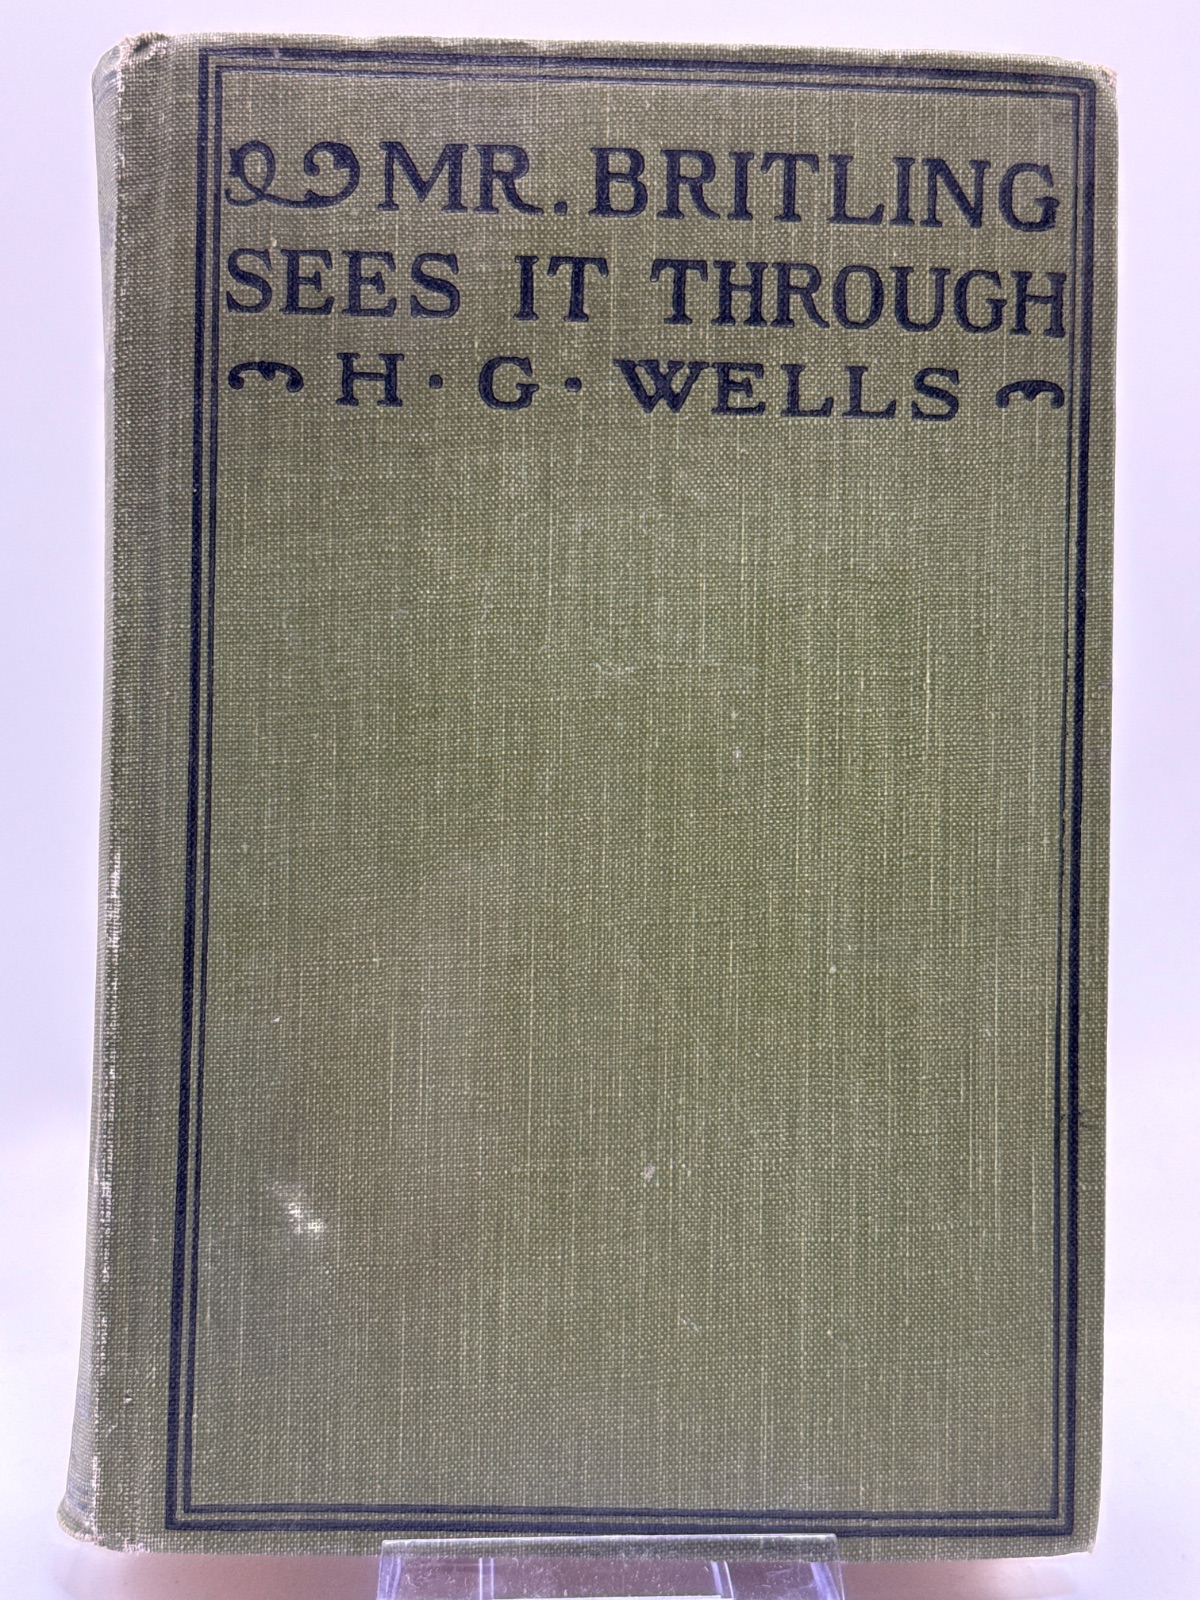 MR. BRITLING
SEES IT THROUGH
H · G · WELLS